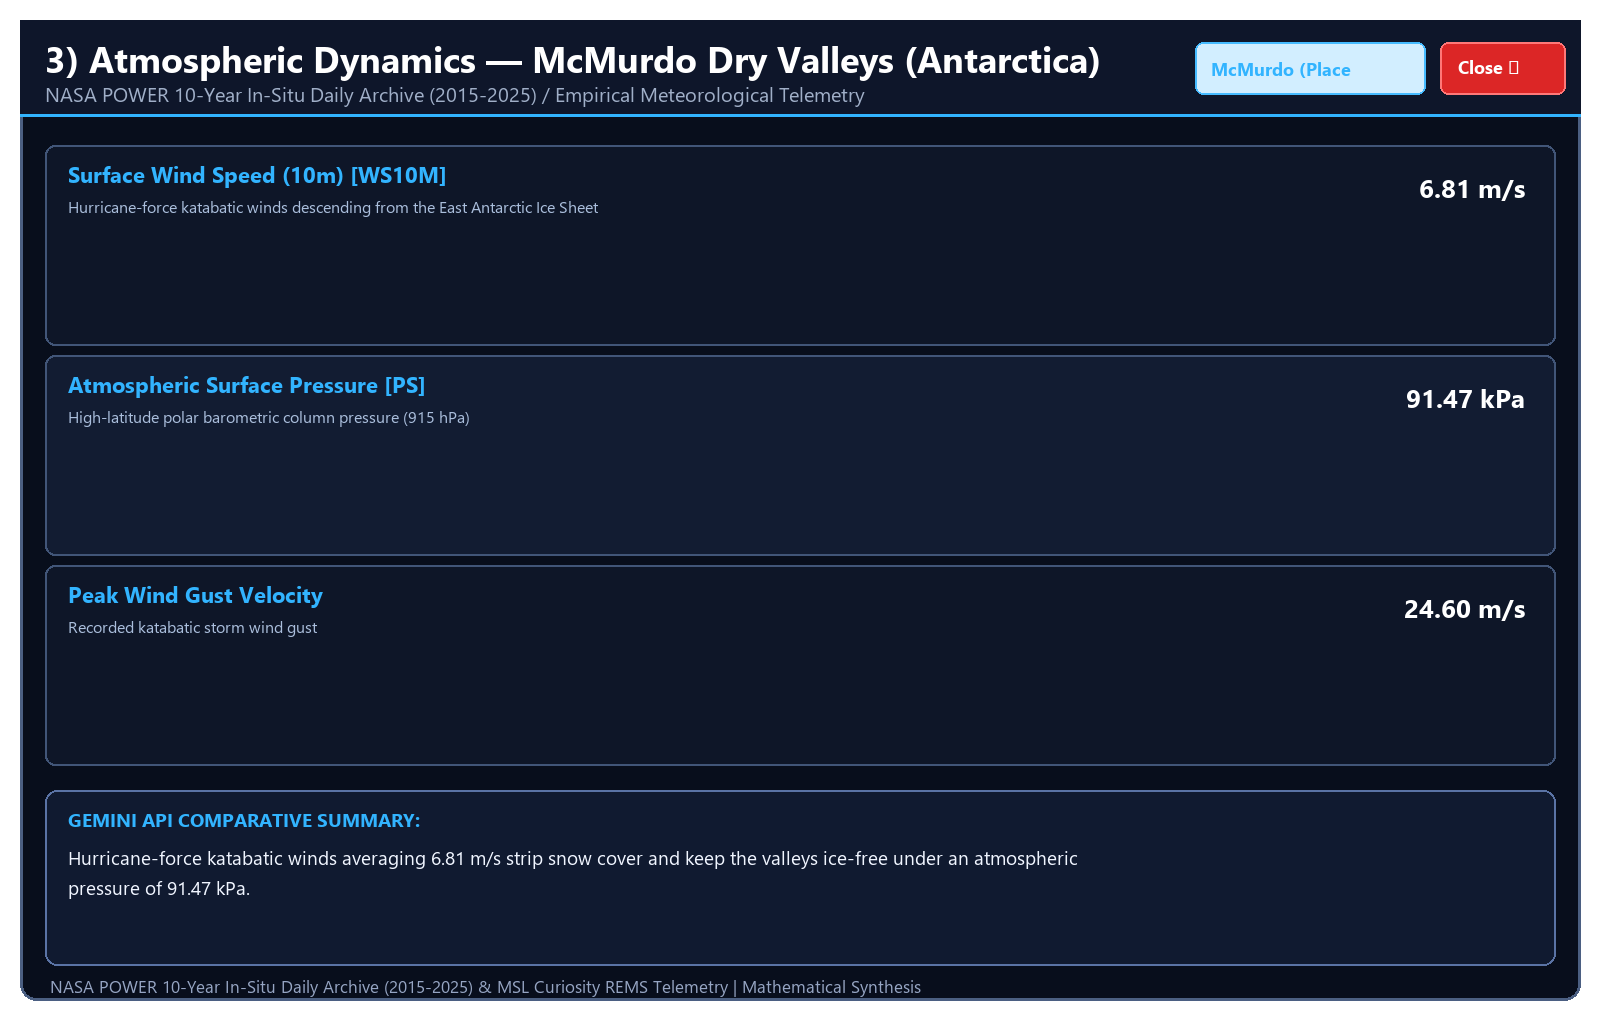 3) Atmospheric Dynamics — McMurdo Dry Valleys (Antarctica)
NASA POWER 10-Year In-Situ Daily Archive (2015-2025) / Empirical Meteorological Telemetry
McMurdo (Place
Close
Surface Wind Speed (10m) [WS10M]
Hurricane-force katabatic winds descending from the East Antarctic Ice Sheet
6.81 m/s
Atmospheric Surface Pressure [PS]
High-latitude polar barometric column pressure (915 hPa)
91.47 kPa
Peak Wind Gust Velocity
Recorded katabatic storm wind gust
24.60 m/s
GEMINI API COMPARATIVE SUMMARY:
Hurricane-force katabatic winds averaging 6.81 m/s strip snow cover and keep the valleys ice-free under an atmospheric
pressure of 91.47 kPa.
NASA POWER 10-Year In-Situ Daily Archive (2015-2025) & MSL Curiosity REMS Telemetry | Mathematical Synthesis